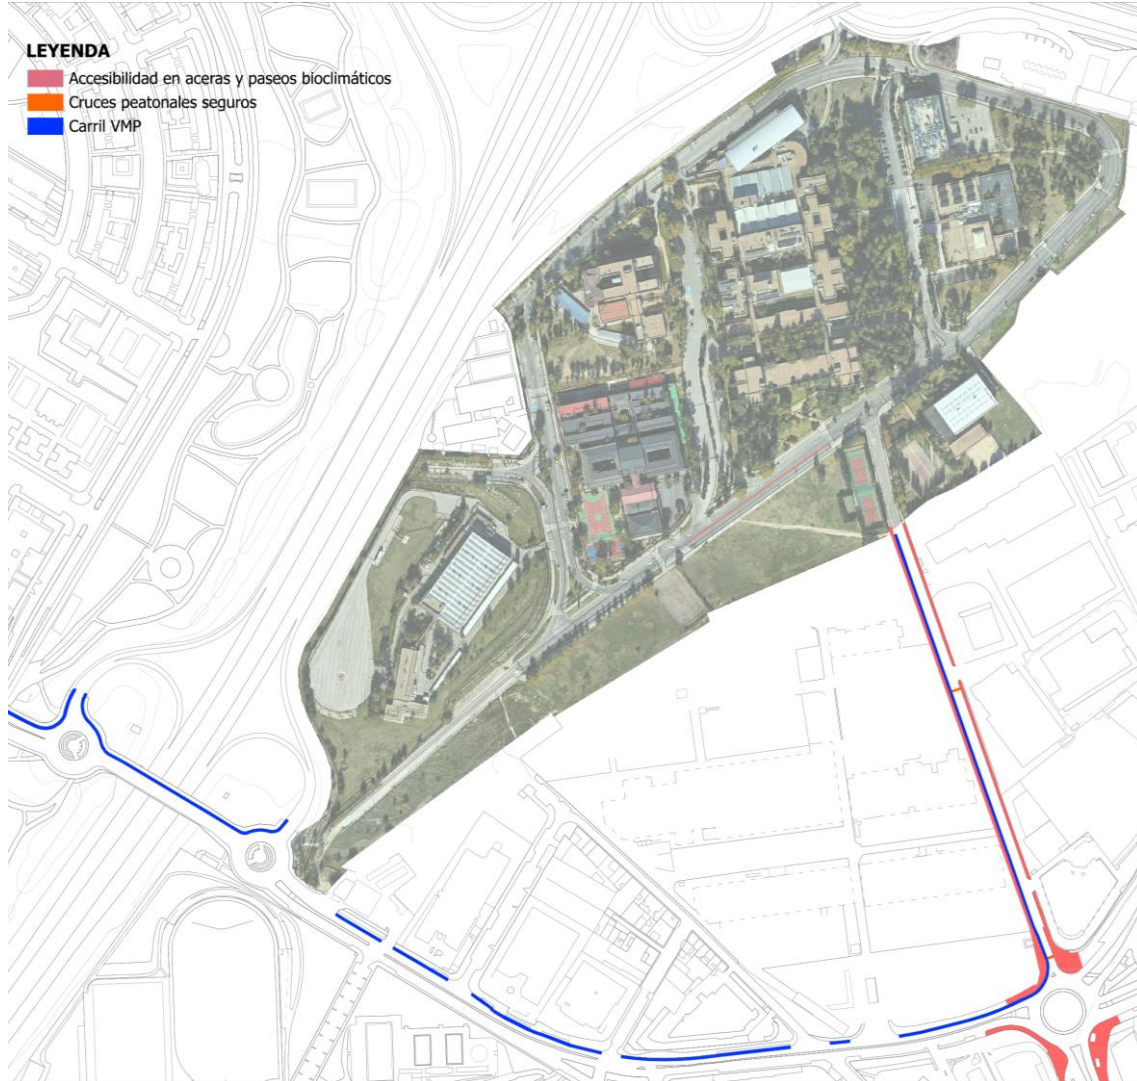 LEYENDA
Accesibilidad en aceras y paseos bioclimáticos
Cruces peatonales seguros
Carril VMP